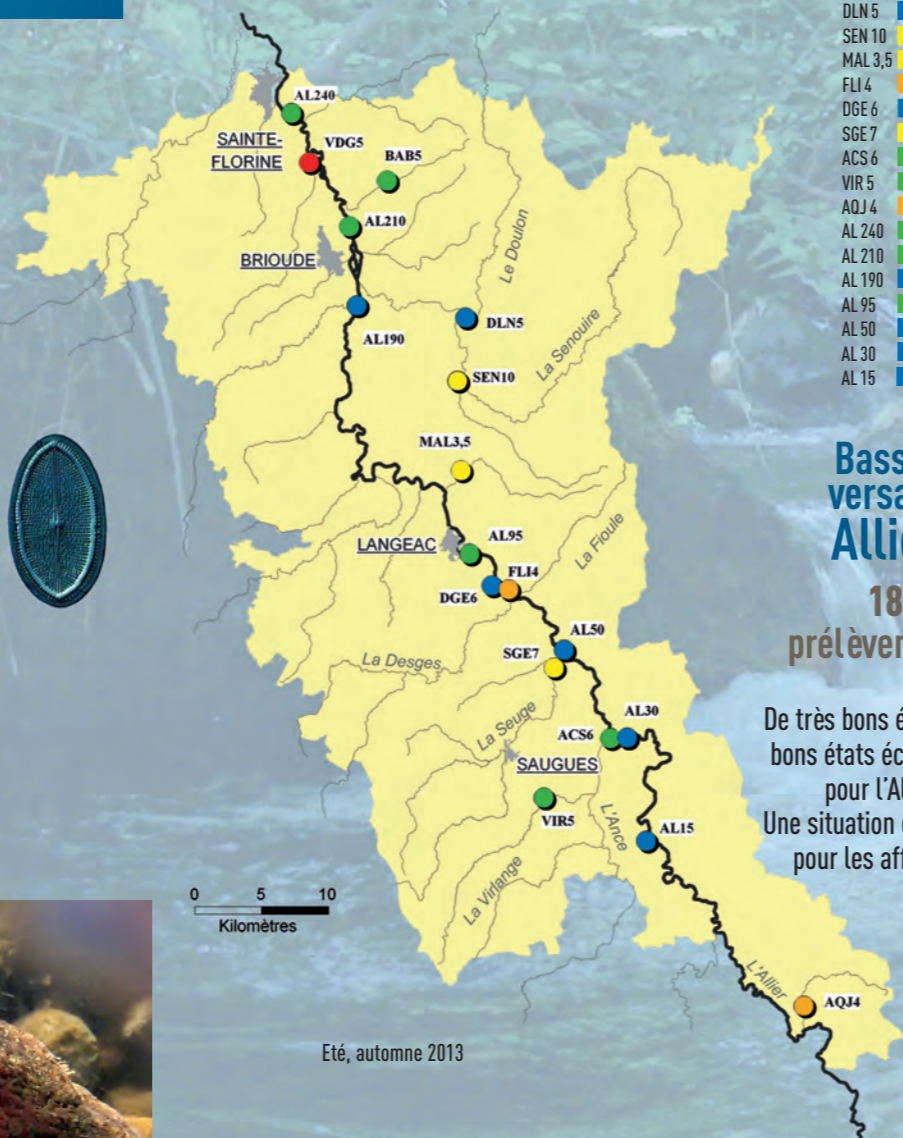 AL240
SAINTE-
FLORINE
VDG5
BAB5
AL210
BRIOUDE
Le Doulon
AL190
DLN5
La Senouire
SEN10
MAL3,5
LANGEAC
AL95
La Fioule
FLI4
DGE6
AL50
SGE7
La Desges
La Seuge
ACS6
AL30
SAUGUES
VIR5
L'Ance
AL15
La Virlange
L'Allier
AQJ4
0 5 10
Kilomètres
Eté, automne 2013
DLN 5
SEN 10
MAL 3,5
FLI 4
DGE 6
SGE 7
ACS 6
VIR 5
AQJ 4
AL 240
AL 210
AL 190
AL 95
AL 50
AL 30
AL 15
Bass
versa
Alli
18
prélève
De très bons é
bons états éc
pour l'Al
Une situation
pour les aff